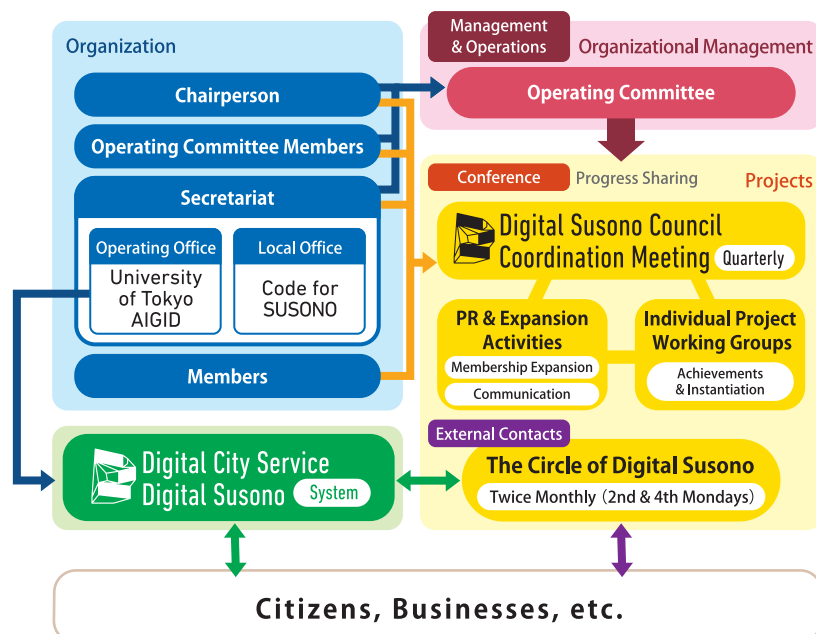 Organization
Chairperson
Operating Committee Members
Secretariat
Operating Office
University
of Tokyo
AIGID
Local Office
Code for
SUSONO
Members
Management
& Operations
Organizational Management
Operating Committee
Conference
Progress Sharing
Projects
Digital Susono Council
Coordination Meeting
Quarterly
PR & Expansion
Activities
Membership Expansion
Communication
Individual Project
Working Groups
Achievements
& Instantiation
Digital City Service
Digital Susono
System
External Contacts
The Circle of Digital Susono
Twice Monthly (2nd & 4th Mondays)
Citizens, Businesses, etc.